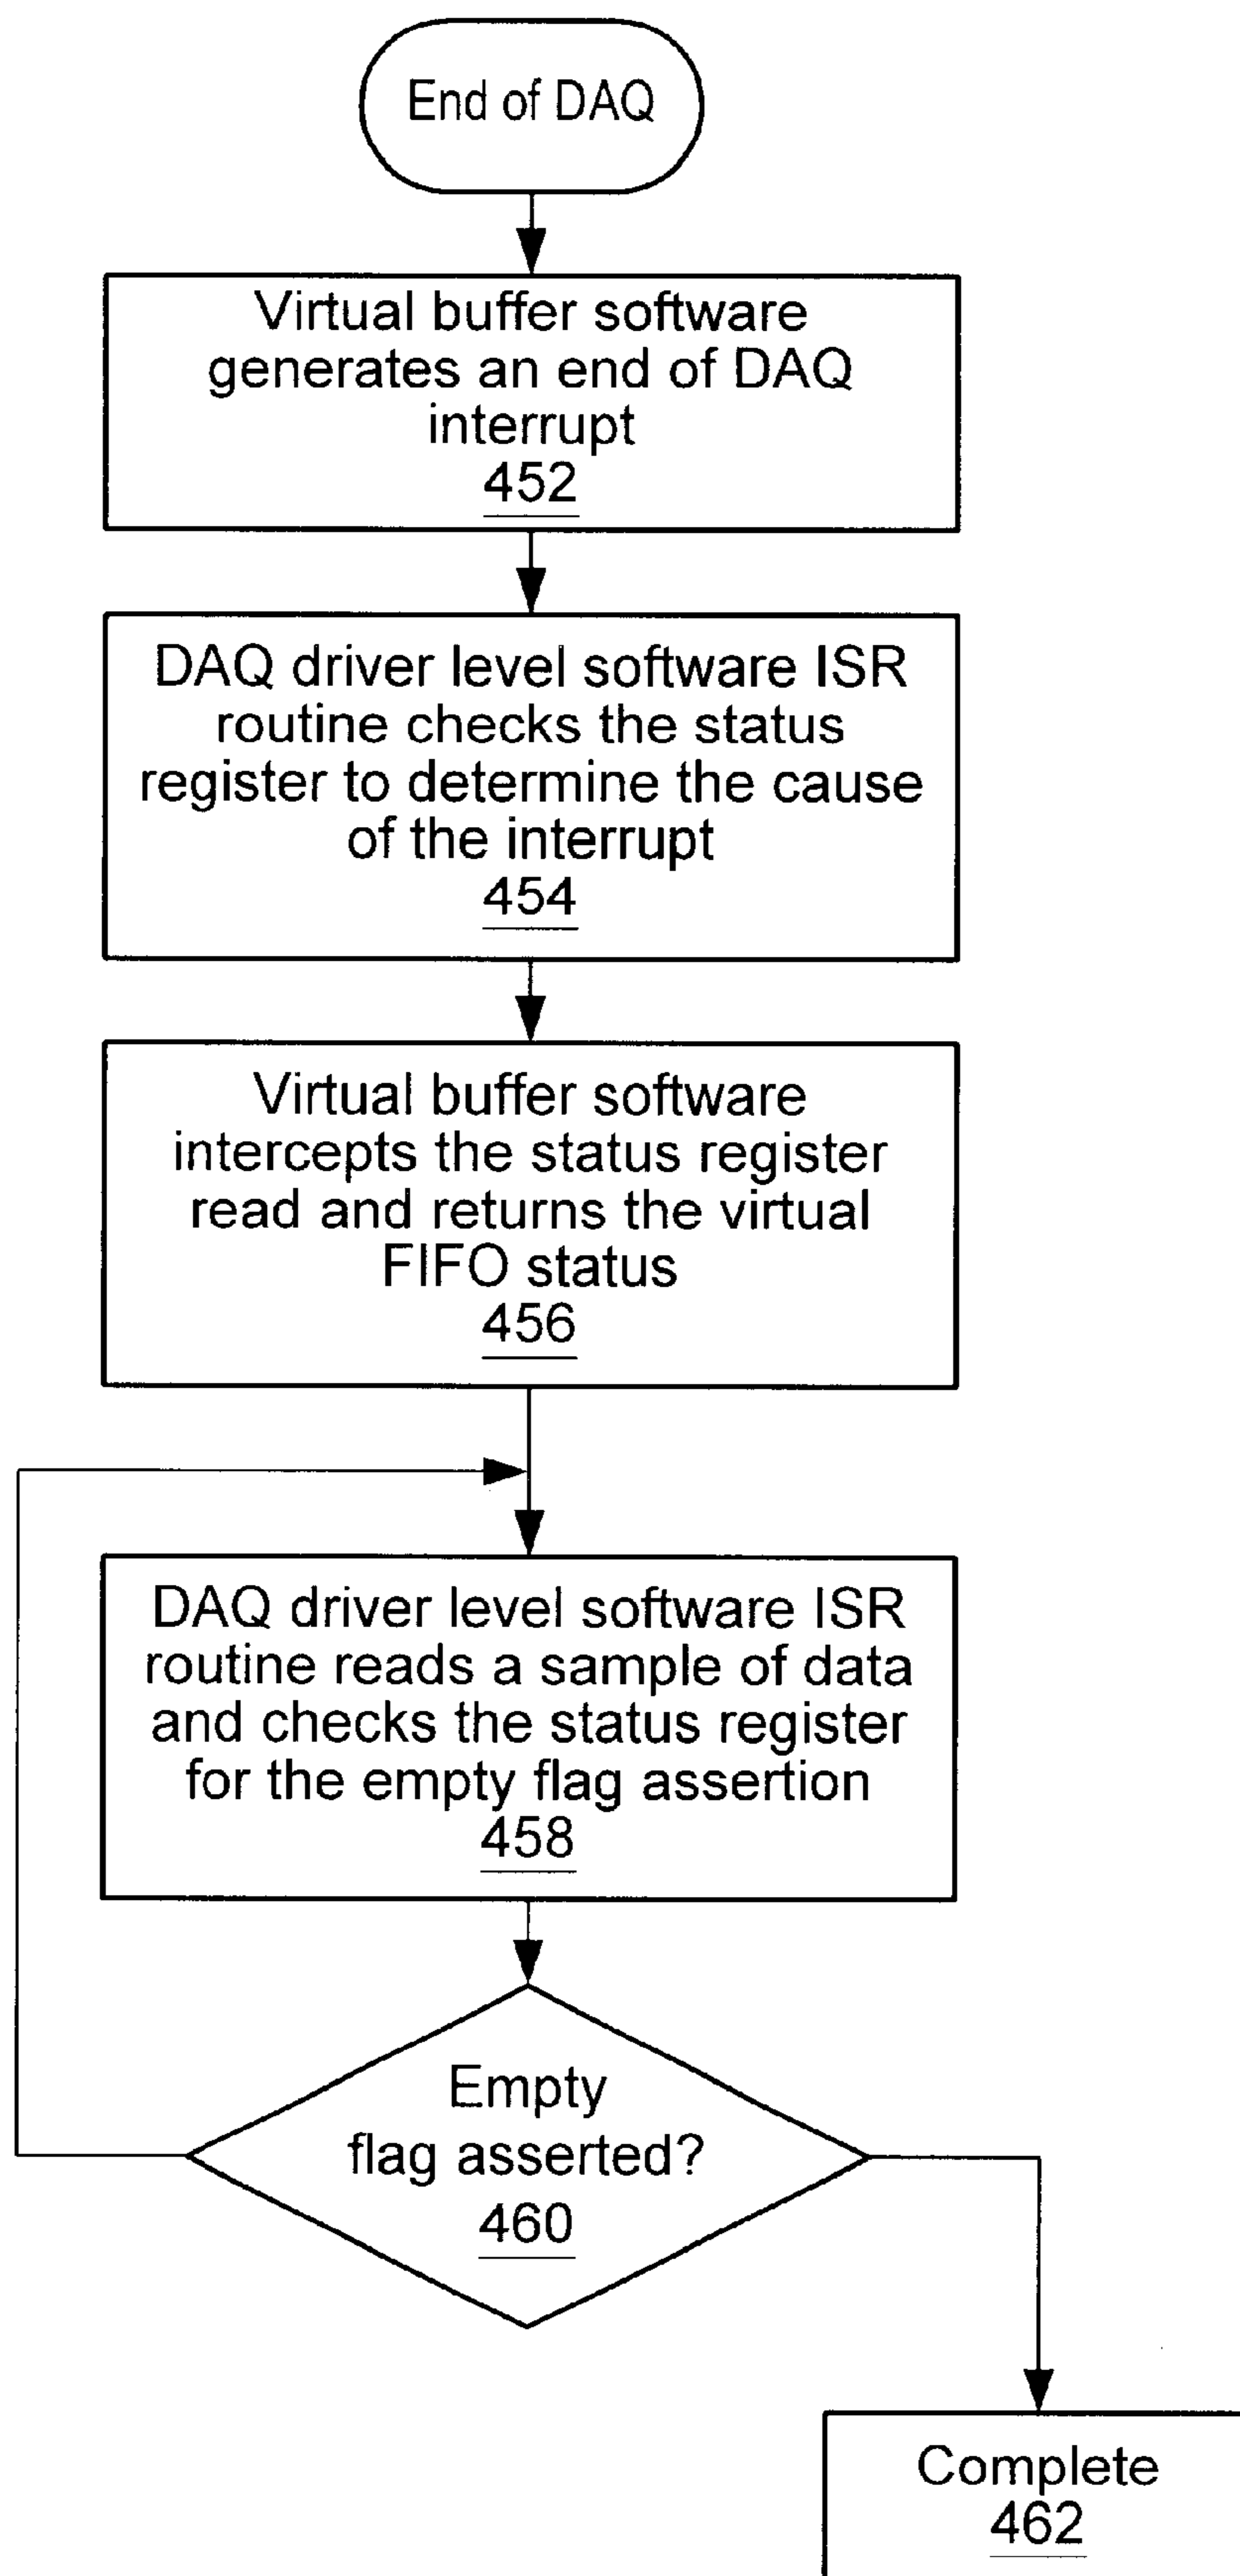 End of DAQ
Virtual buffer software
generates an end of DAQ
interrupt
452
DAQ driver level software ISR
routine checks the status
register to determine the cause
of the interrupt
454
Virtual buffer software
intercepts the status register
read and returns the virtual
FIFO status
456
DAQ driver level software ISR
routine reads a sample of data
and checks the status register
for the empty flag assertion
458
Empty
flag asserted?
460
Complete
462